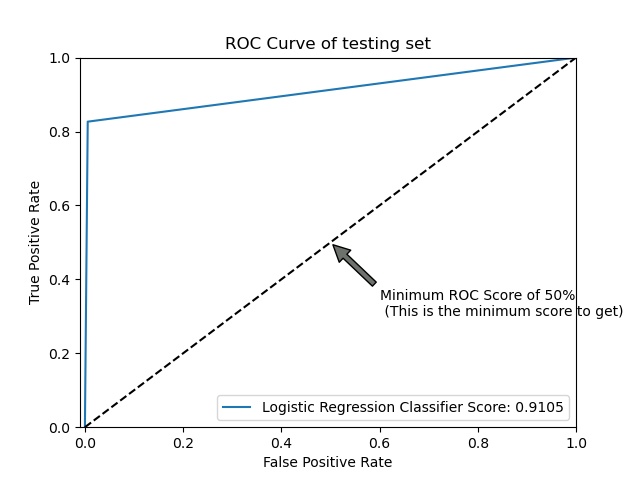 ROC Curve of testing set
1.0
0.8
0.6
0.4
0.2
0.0
True Positive Rate
Minimum ROC Score of 50%
(This is the minimum score to get)
Logistic Regression Classifier Score: 0.9105
0.0 0.2 0.4 0.6 0.8 1.0
False Positive Rate